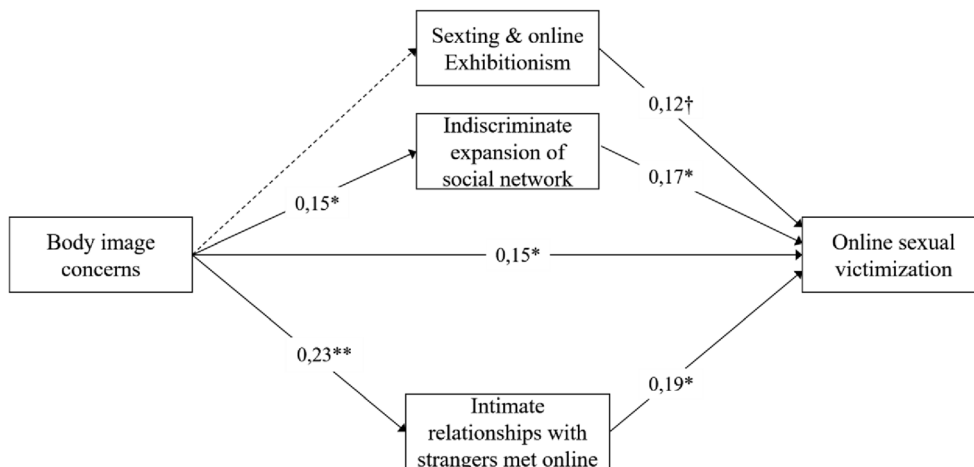 Sexting & online
Exhibitionism
0,12†
Indiscriminate
expansion of
social network
0,17*
0,15*
Body image
concerns
0,15*
Online sexual
victimization
0,23**
0,19*
Intimate
relationships with
strangers met online